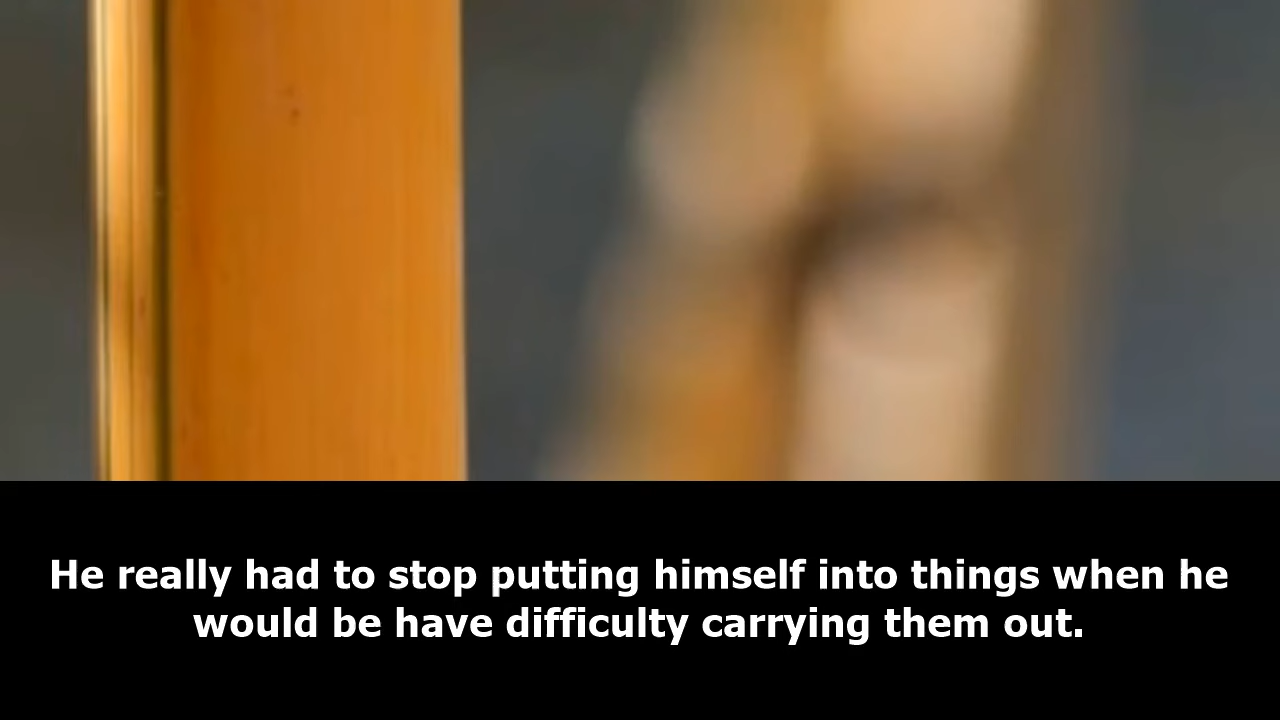 He really had to stop putting himself into things when he
would be have difficulty carrying them out.